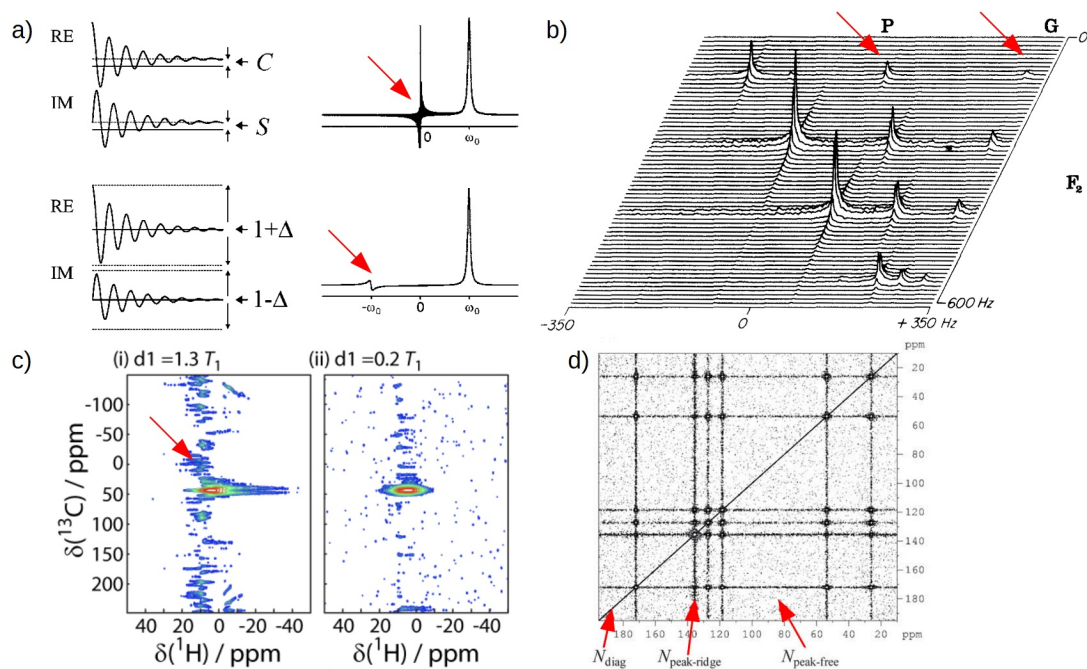 a)
RE
C
IM
S
0
ω₀
RE
1+Δ
IM
1-Δ
-ω₀
0
ω₀
b)
P
G
0
F₂
600 Hz
-350
0
+ 350 Hz
c)
(i) d1 =1.3 T₁
(ii) d1 =0.2 T₁
-100
-50
0
50
100
150
200
δ(¹³C) / ppm
40 20 0 -20 -40
40 20 0 -20 -40
δ(¹H) / ppm
δ(¹H) / ppm
d)
ppm
20
40
60
80
100
120
140
160
180
180 160 140 120 100 80 60 40 20 ppm
N_diag
N_peak-ridge
N_peak-free